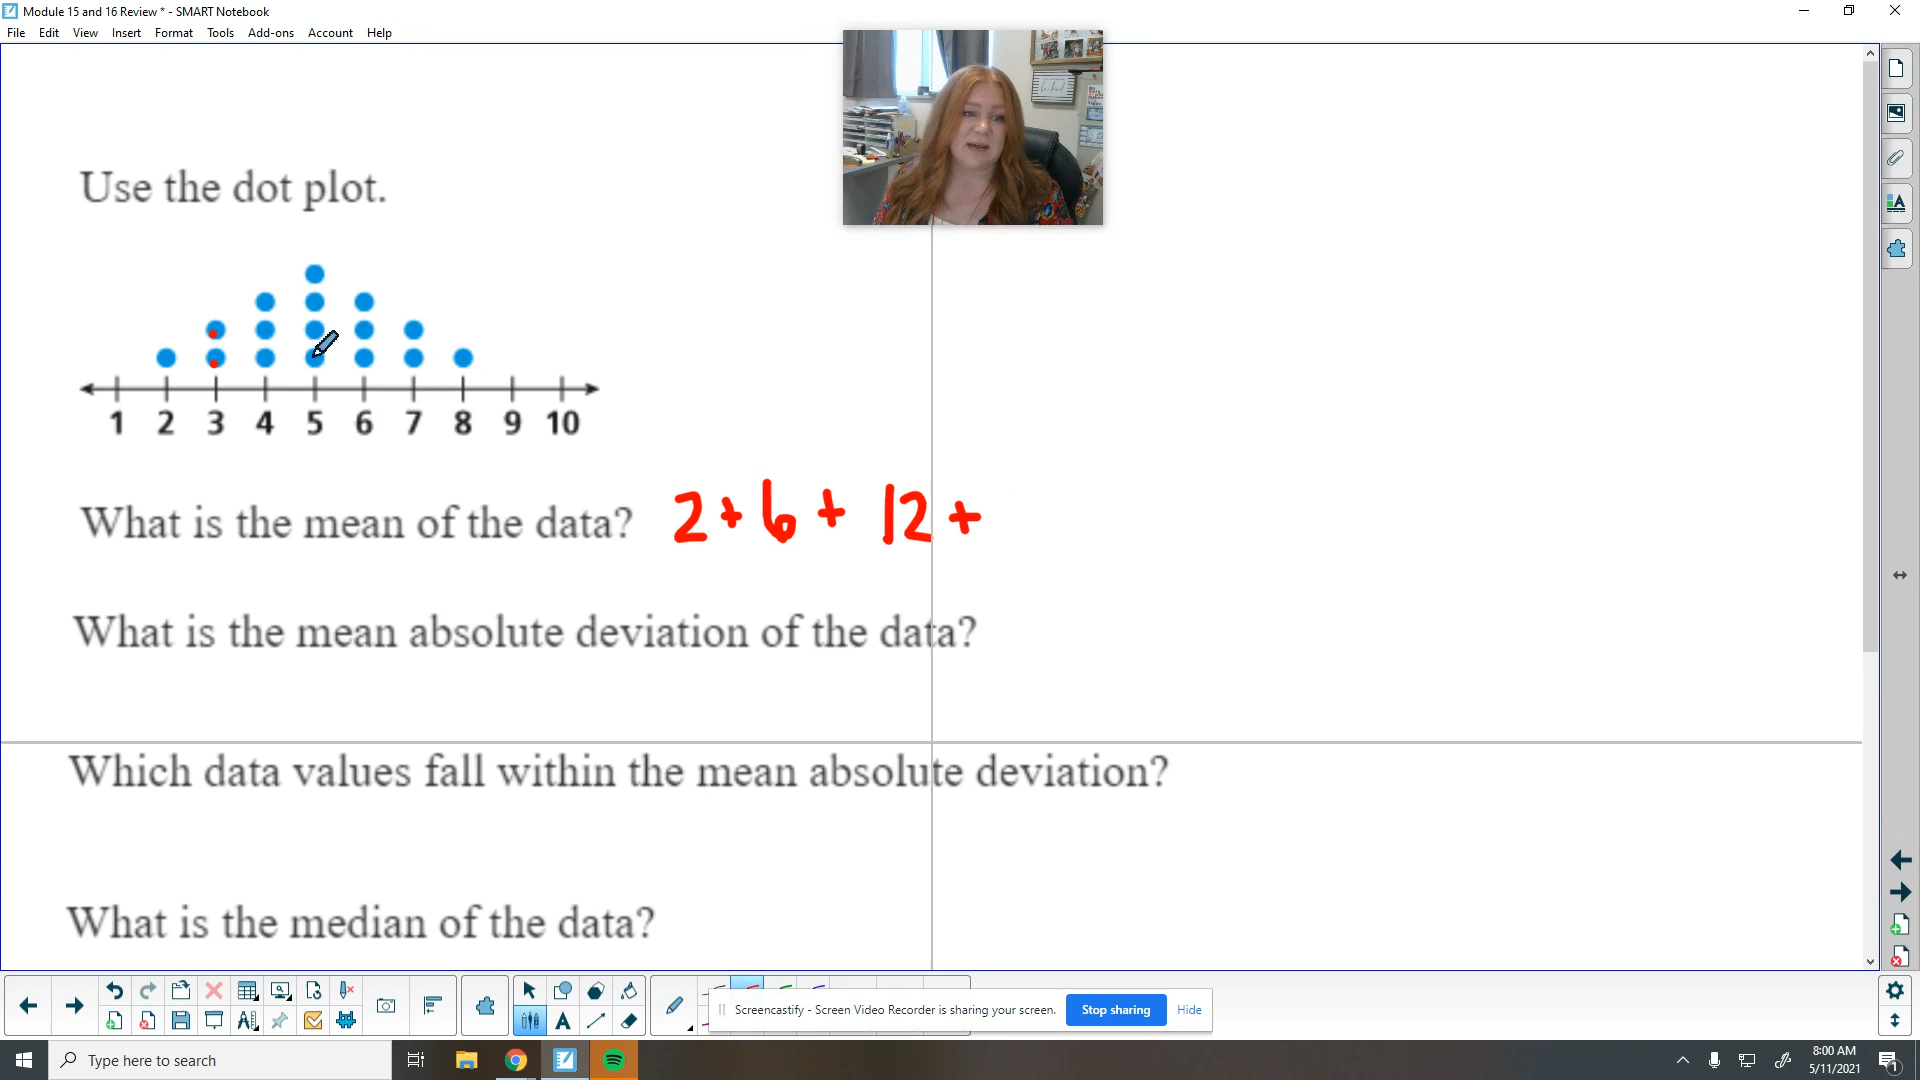 Module 15 and 16 Review * - SMART Notebook
File Edit View Insert Format Tools Add-ons Account Help
Use the dot plot.
1 2 3 4 5 6 7 8 9 10
What is the mean of the data? 2 + 6 + 12 +
What is the mean absolute deviation of the data?
Which data values fall within the mean absolute deviation?
What is the median of the data?
Screencastify - Screen Video Recorder is sharing your screen. Stop sharing Hide
Type here to search
8:00 AM
5/11/2021
1